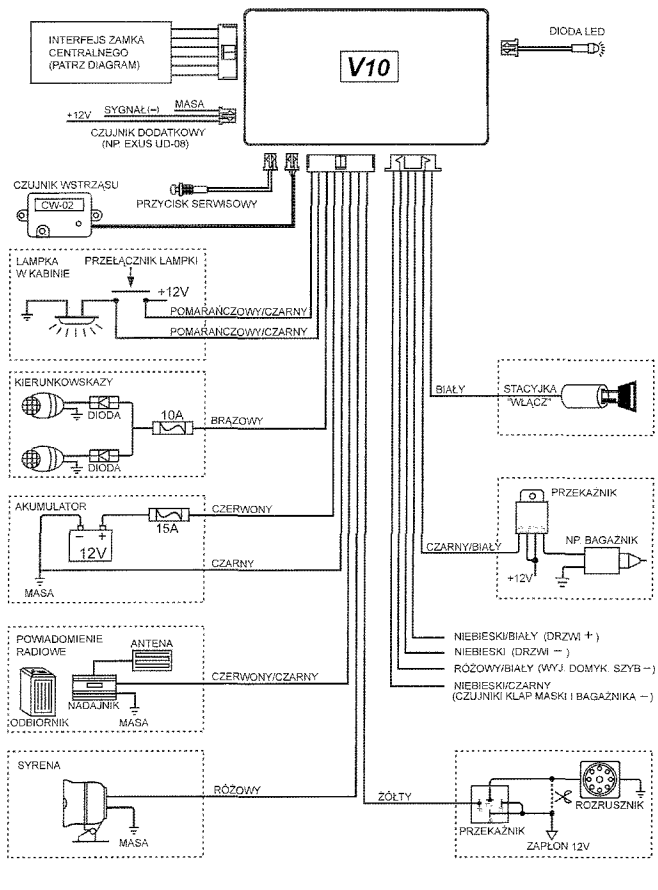 INTERFEJS ZAMKA
CENTRALNEGO
(PATRZ DIAGRAM)
V10
DIODA LED
MASA
SYGNAŁ(-)
+12V
CZUJNIK DODATKOWY
(NP. EXUS UD-08)
CZUJNIK WSTRZĄSU
CW-02
PRZYCISK SERWISOWY
LAMPKA
W KABINIE
PRZEŁĄCZNIK LAMPKI
+12V
POMARAŃCZOWY/CZARNY
POMARAŃCZOWY/CZARNY
KIERUNKOWSKAZY
DIODA
10A
BRĄZOWY
DIODA
BIAŁY
STACYJKA
"WŁĄCZ"
AKUMULATOR
- +
12V
15A
CZERWONY
CZARNY
MASA
PRZEKAŹNIK
NP. BAGAŻNIK
CZARNY/BIAŁY
+12V
POWIADOMIENIE
RADIOWE
ANTENA
CZERWONY/CZARNY
NADAJNIK
ODBIORNIK
MASA
NIEBIESKI/BIAŁY (DRZWI +)
NIEBIESKI (DRZWI -)
RÓŻOWY/BIAŁY (WYJ. DOMYK. SZYB -)
NIEBIESKI/CZARNY
(CZUJNIKI KLAP MASKI I BAGAŻNIKA -)
SYRENA
RÓŻOWY
MASA
ŻÓŁTY
PRZEKAŹNIK
ROZRUSZNIK
ZAPŁON 12V